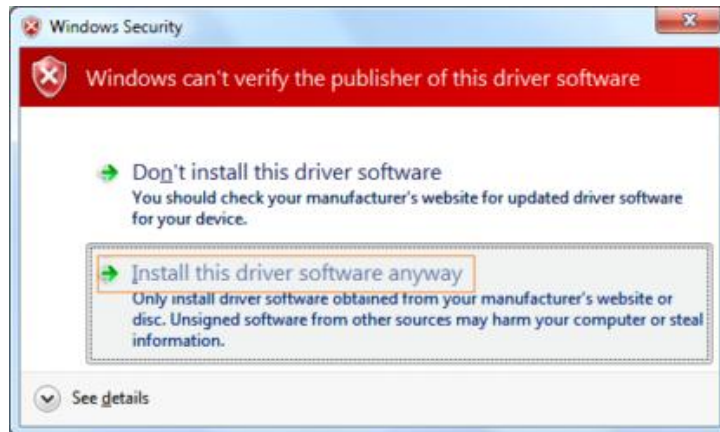 Windows Security
Windows can't verify the publisher of this driver software
Don't install this driver software
You should check your manufacturer's website for updated driver software
for your device.
Install this driver software anyway
Only install driver software obtained from your manufacturer's website or
disc. Unsigned software from other sources may harm your computer or steal
information.
See details